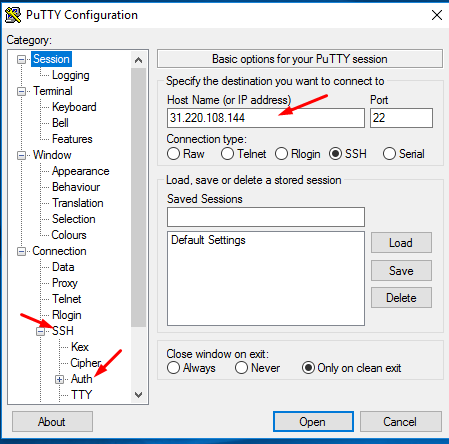 PuTTY Configuration
Category:
Session
Logging
Terminal
Keyboard
Bell
Features
Window
Appearance
Behaviour
Translation
Selection
Colours
Connection
Data
Proxy
Telnet
Rlogin
SSH
Kex
Cipher
Auth
TTY
Basic options for your PuTTY session
Specify the destination you want to connect to
Host Name (or IP address) Port
31.220.108.144 22
Connection type:
Raw Telnet Rlogin SSH Serial
Load, save or delete a stored session
Saved Sessions
Default Settings
Load
Save
Delete
Close window on exit:
Always Never Only on clean exit
About Open Cancel